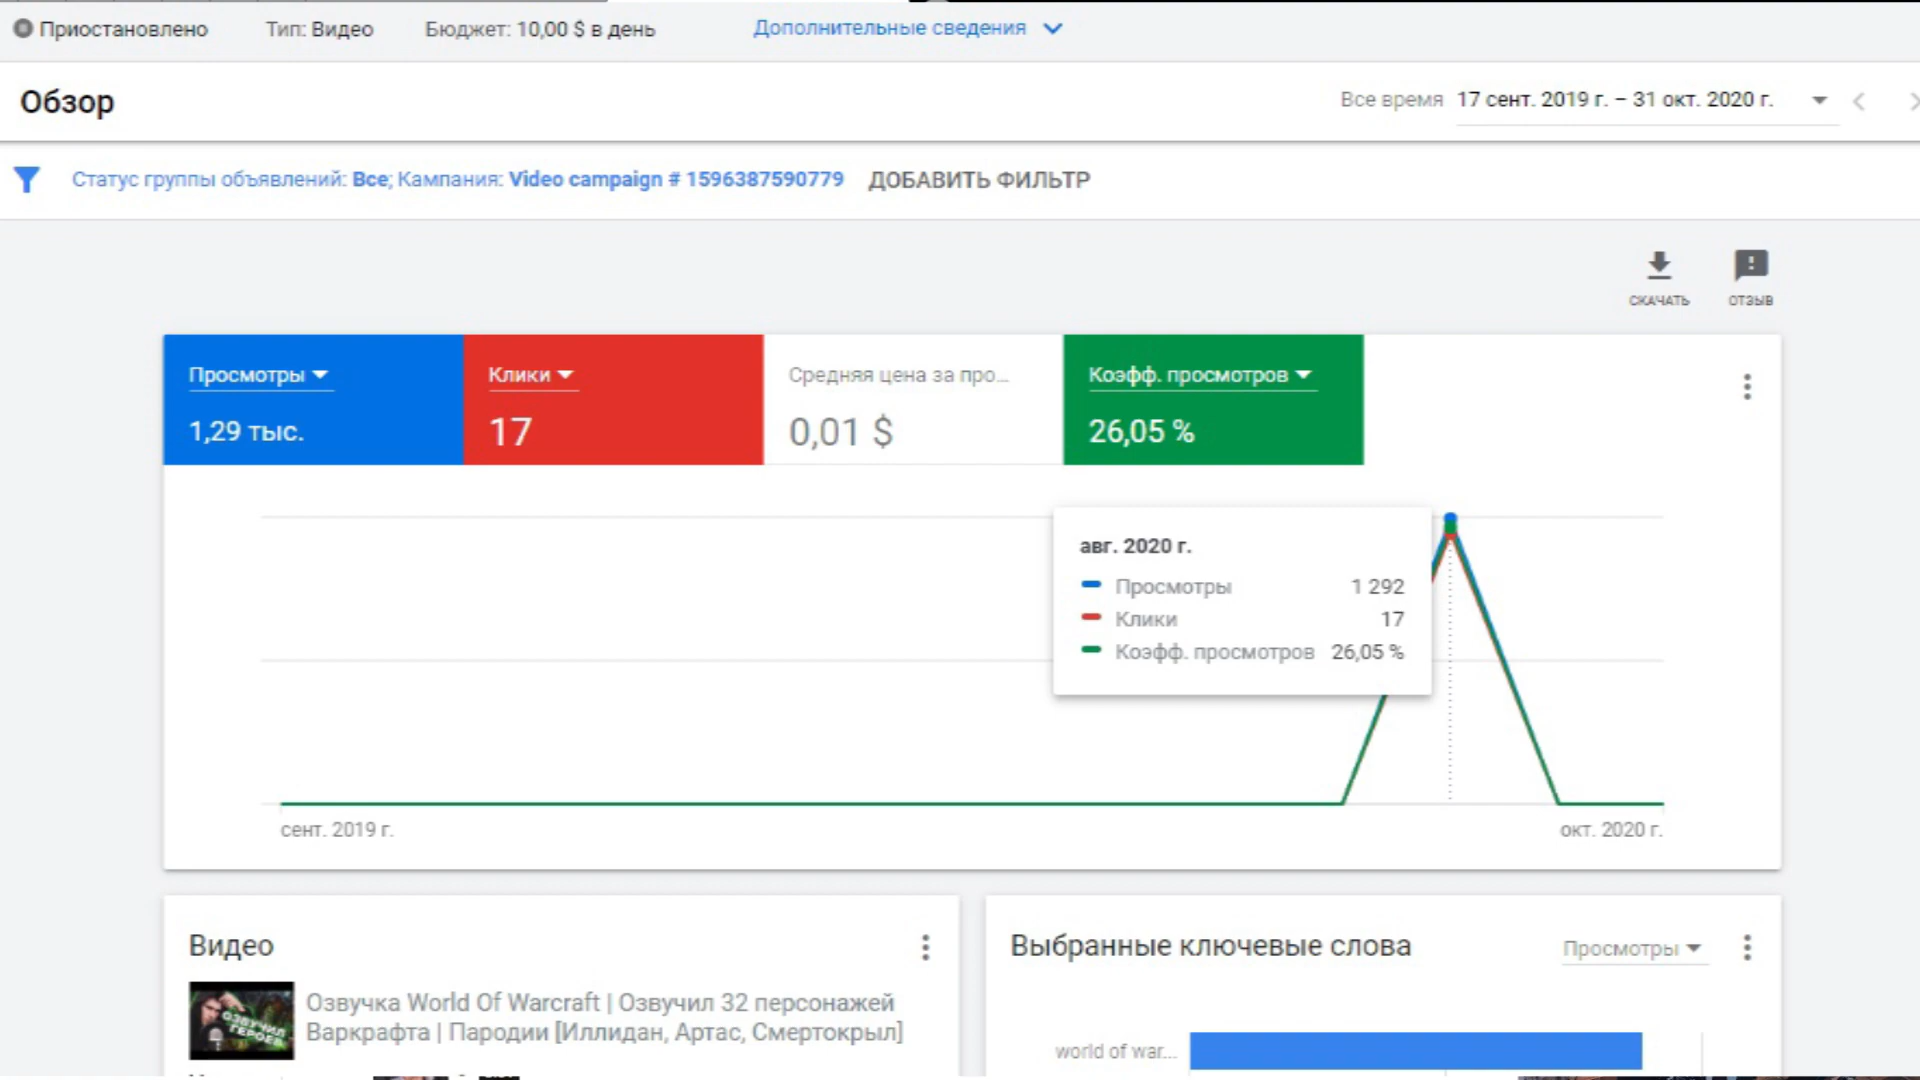 Приостановлено Тип: Видео Бюджет: 10,00 $ в день Дополнительные сведения
Обзор
Все время 17 сент. 2019 г. – 31 окт. 2020 г.
Статус группы объявлений: Все; Кампания: Video campaign # 1596387590779 ДОБАВИТЬ ФИЛЬТР
СКАЧАТЬ ОТЗЫВ
Просмотры Клики Средняя цена за про... Коэфф. просмотров
1,29 тыс. 17 0,01 $ 26,05 %
авг. 2020 г.
Просмотры 1 292
Клики 17
Коэфф. просмотров 26,05 %
сент. 2019 г. окт. 2020 г.
Видео
ОЗВУЧИЛ
ГЕРОЕВ
Озвучка World Of Warcraft | Озвучил 32 персонажей
Варкрафта | Пародии [Иллидан, Артас, Смертокрыл]
Выбранные ключевые слова Просмотры
world of war...